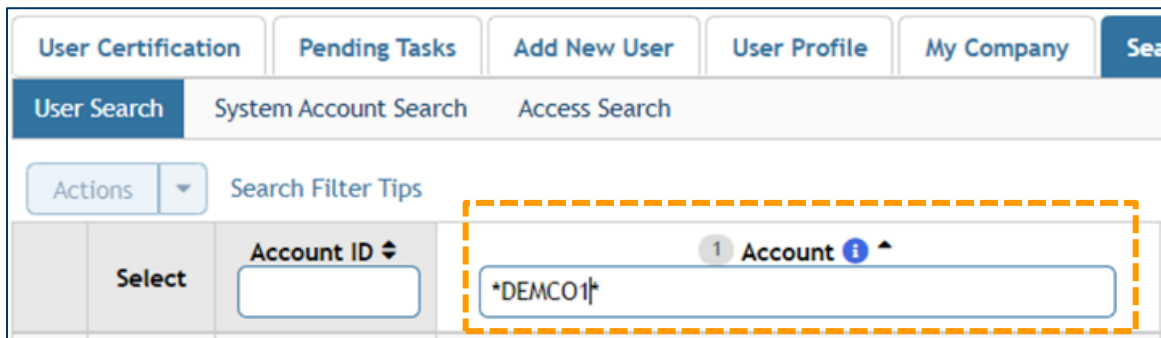 User Certification Pending Tasks Add New User User Profile My Company Sea
User Search System Account Search Access Search
Actions Search Filter Tips
Select Account ID 1 Account i
*DEMCO1*